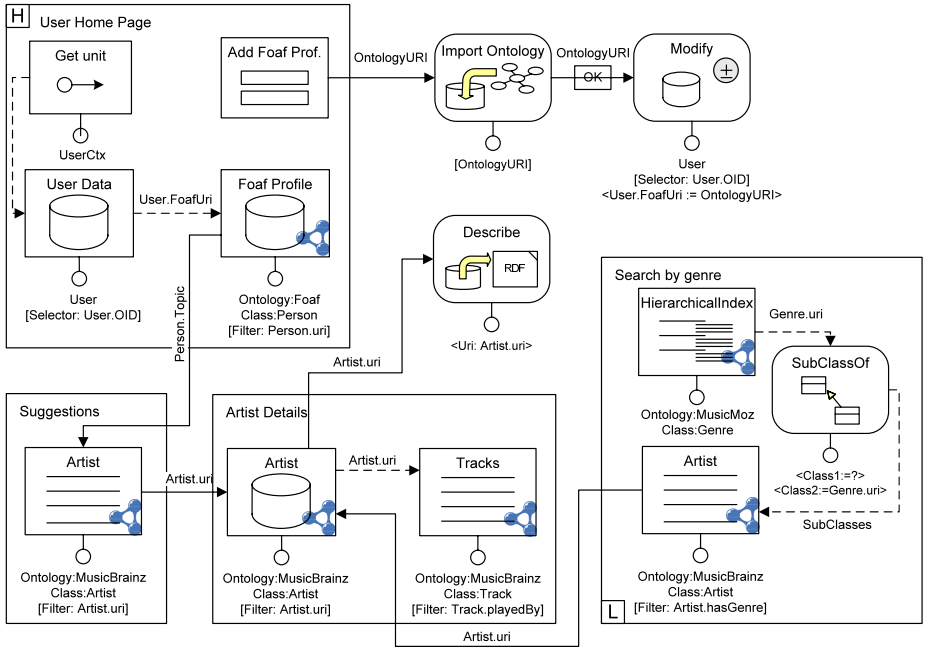 H
User Home Page
Get unit
UserCtx
Add Foaf Prof.
OntologyURI
Import Ontology
[OntologyURI]
OntologyURI
OK
Modify
User
[Selector: User.OID]
<User.FoafUri := OntologyURI>
User Data
User
[Selector: User.OID]
User.FoafUri
Foaf Profile
Ontology:Foaf
Class:Person
[Filter: Person.uri]
Person.Topic
Describe
RDF
<Uri: Artist.uri>
Artist.uri
Search by genre
HierarchicalIndex
Ontology:MusicMoz
Class:Genre
Genre.uri
SubClassOf
<Class1:=?>
<Class2:=Genre.uri>
SubClasses
Artist
Ontology:MusicBrainz
Class:Artist
[Filter: Artist.hasGenre]
L
Suggestions
Artist
Ontology:MusicBrainz
Class:Artist
[Filter: Artist.uri]
Artist.uri
Artist Details
Artist
Ontology:MusicBrainz
Class:Artist
[Filter: Artist.uri]
Artist.uri
Tracks
Ontology:MusicBrainz
Class:Track
[Filter: Track.playedBy]
Artist.uri